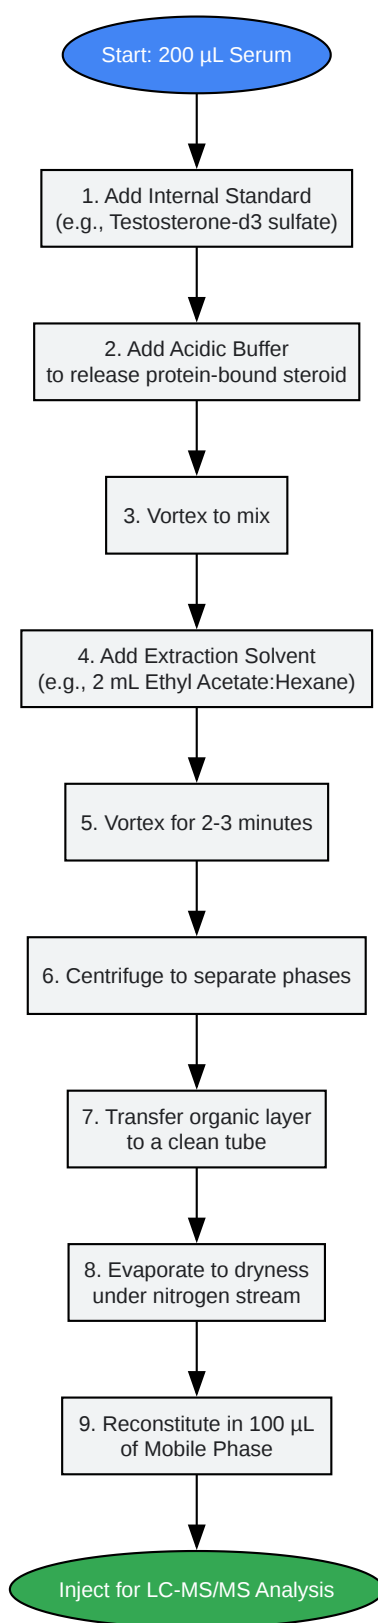 Start: 200 µL Serum
1. Add Internal Standard
(e.g., Testosterone-d3 sulfate)
2. Add Acidic Buffer
to release protein-bound steroid
3. Vortex to mix
4. Add Extraction Solvent
(e.g., 2 mL Ethyl Acetate:Hexane)
5. Vortex for 2-3 minutes
6. Centrifuge to separate phases
7. Transfer organic layer
to a clean tube
8. Evaporate to dryness
under nitrogen stream
9. Reconstitute in 100 µL
of Mobile Phase
Inject for LC-MS/MS Analysis